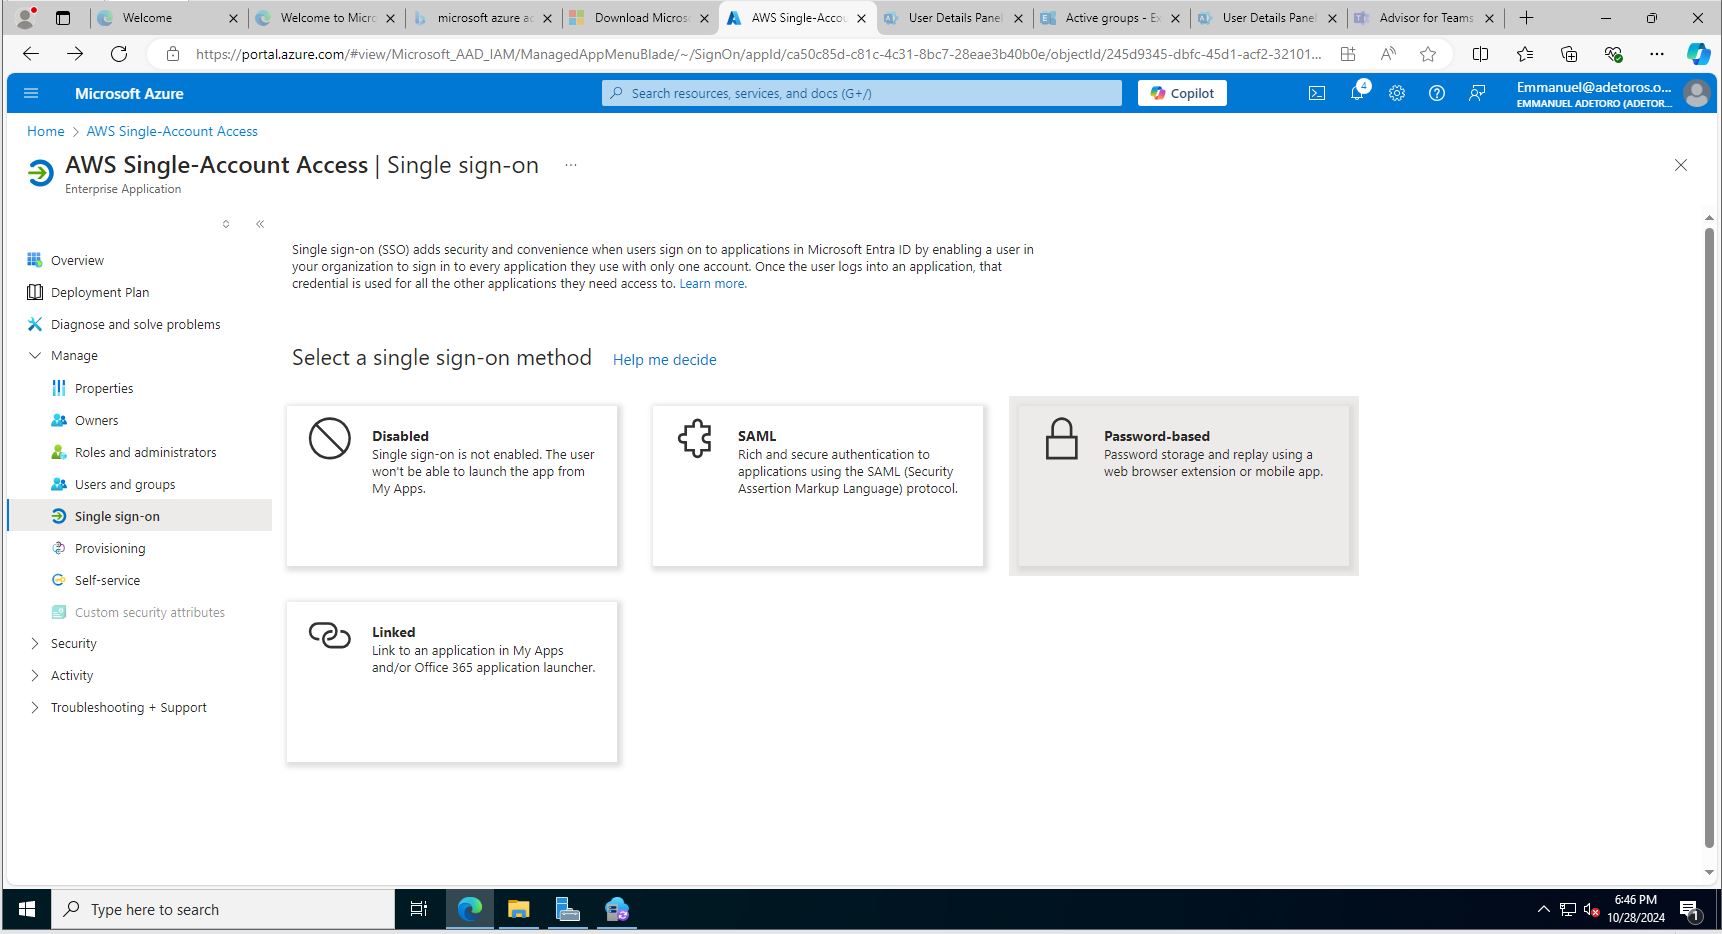 Welcome
Welcome to Micr
microsoft azure ac
Download Micros
AWS Single-Accou
User Details Panel
Active groups - Ex
User Details Panel
Advisor for Teams
https://portal.azure.com/#view/Microsoft_AAD_IAM/ManagedAppMenuBlade/~/SignOn/appId/ca50c85d-c81c-4c31-8bc7-28eae3b40b0e/objectId/245d9345-dbfc-45d1-acf2-32101...
Microsoft Azure
Search resources, services, and docs (G+/)
Copilot
4
Emmanuel@adetoros.o...
EMMANUEL ADETORO (ADETOR...
Home > AWS Single-Account Access
AWS Single-Account Access | Single sign-on ...
Enterprise Application
Overview
Deployment Plan
Diagnose and solve problems
Manage
Properties
Owners
Roles and administrators
Users and groups
Single sign-on
Provisioning
Self-service
Custom security attributes
Security
Activity
Troubleshooting + Support
Single sign-on (SSO) adds security and convenience when users sign on to applications in Microsoft Entra ID by enabling a user in
your organization to sign in to every application they use with only one account. Once the user logs into an application, that
credential is used for all the other applications they need access to. Learn more.
Select a single sign-on method Help me decide
Disabled
Single sign-on is not enabled. The user
won't be able to launch the app from
My Apps.
SAML
Rich and secure authentication to
applications using the SAML (Security
Assertion Markup Language) protocol.
Password-based
Password storage and replay using a
web browser extension or mobile app.
Linked
Link to an application in My Apps
and/or Office 365 application launcher.
Type here to search
6:46 PM
10/28/2024
1